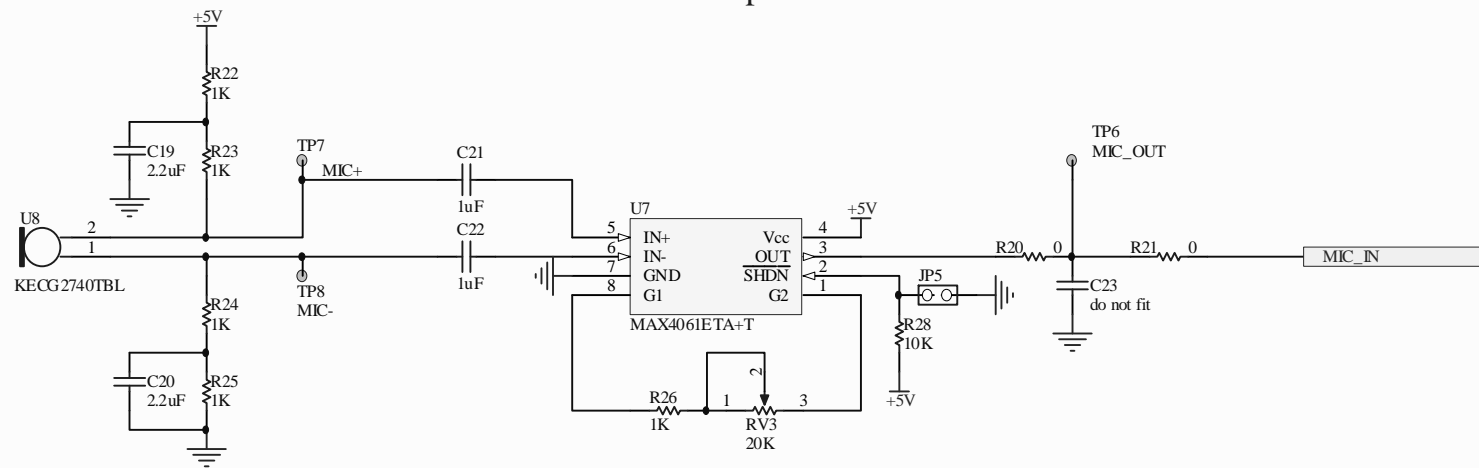 +5V
R22
1K
C19
2.2uF
R23
1K
TP7
MIC+
C21
1uF
U8
2
1
KECG2740TBL
C22
1uF
TP8
MIC-
R24
1K
C20
2.2uF
R25
1K
U7
5
IN+
6
IN-
7
GND
8
G1
Vcc
4
OUT
3
SHDN
2
G2
1
MAX4061ETA+T
+5V
JP5
R28
10K
+5V
R26
1K
1
2
3
RV3
20K
TP6
MIC_OUT
R20
0
R21
0
C23
do not fit
MIC_IN